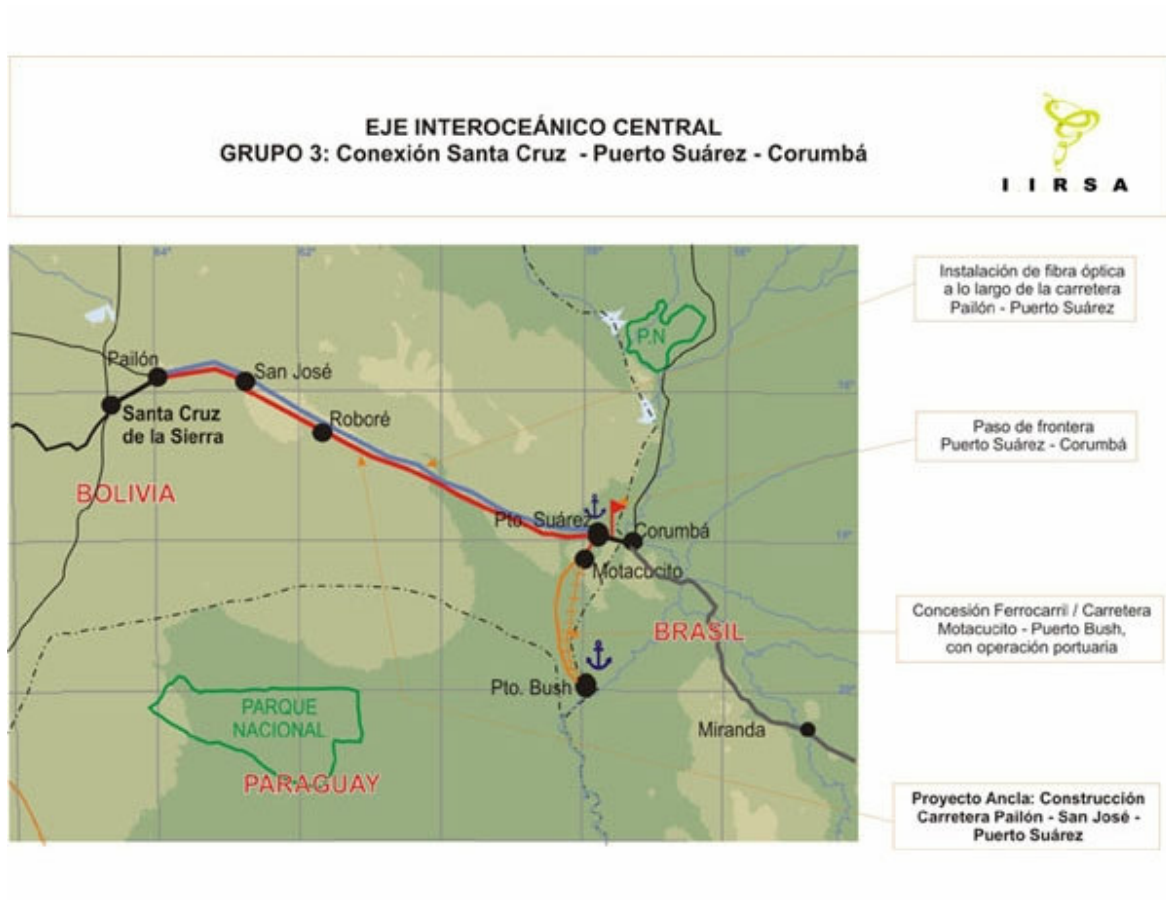 EJE INTEROCEÁNICO CENTRAL
GRUPO 3: Conexión Santa Cruz - Puerto Suárez - Corumbá
I I R S A
64°
62°
P.N
Pailón
San José
Santa Cruz
de la Sierra
Roboré
BOLIVIA
Pto. Suárez
Corumbá
Motacucito
BRASIL
Pto. Bush
PARQUE
NACIONAL
Miranda
PARAGUAY
Instalación de fibra óptica
a lo largo de la carretera
Pailón - Puerto Suárez
Paso de frontera
Puerto Suárez - Corumbá
Concesión Ferrocarril / Carretera
Motacucito - Puerto Bush,
con operación portuaria
Proyecto Ancla: Construcción
Carretera Pailón - San José -
Puerto Suárez